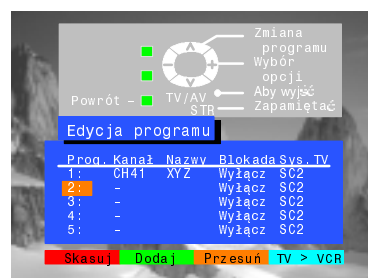 Zmiana
programu
Wybór
opcji
Aby wyjść
Powrót – TV/AV
STR Zapamiętać
Edycja programu
Prog. Kanał Nazwy Blokada Sys. TV
1: CH41 XYZ Wyłącz SC2
2: – Wyłącz SC2
3: – Wyłącz SC2
4: – Wyłącz SC2
5: – Wyłącz SC2
Skasuj Dodaj Przesuń TV > VCR